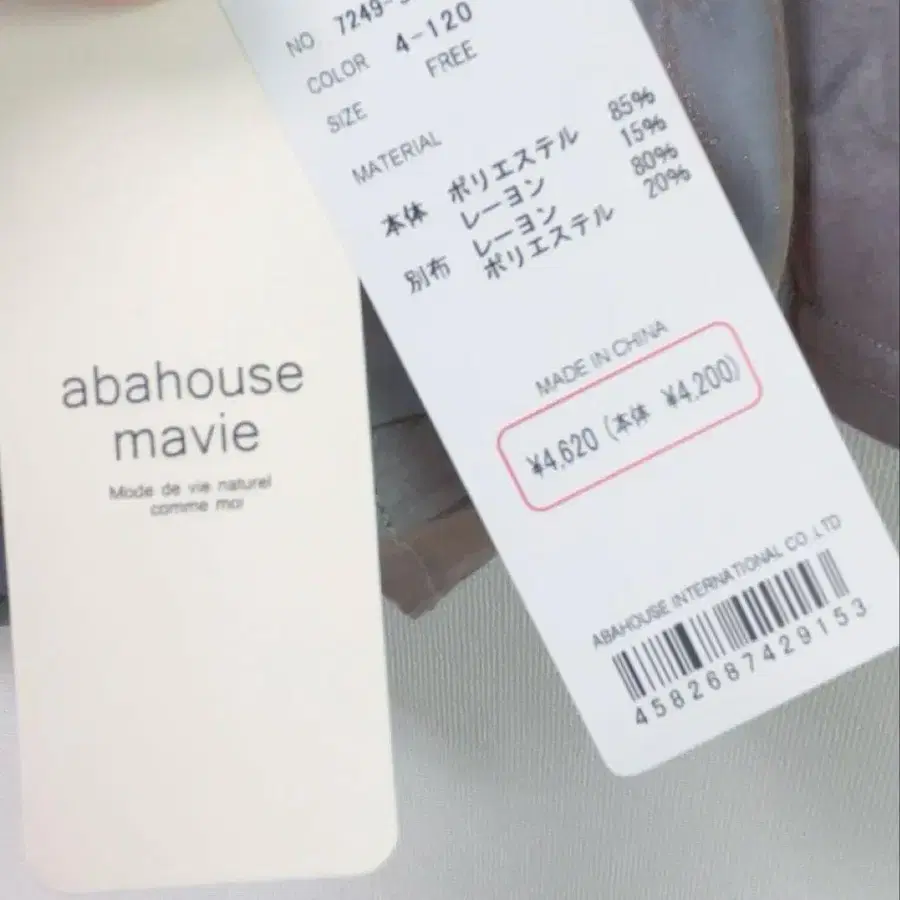 abahouse
mavie
Mode de vie naturel
comme moi
NO 7249-
COLOR 4-120
SIZE FREE
MATERIAL
本体 ポリエステル 85%
レーヨン 15%
別布 レーヨン 80%
ポリエステル 20%
MADE IN CHINA
¥4,620 (本体 ¥4,200)
ABAHOUSE INTERNATIONAL CO.,LTD
4582687429153